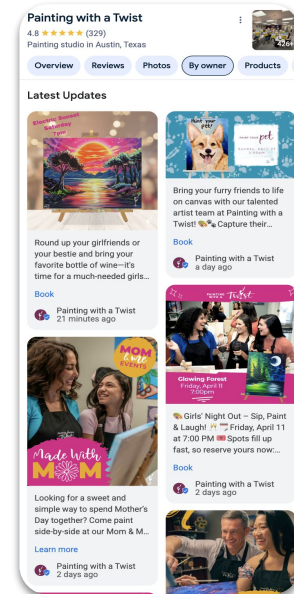 Painting with a Twist
4.8 ★★★★★ (329)
Painting studio in Austin, Texas
426+
Overview
Reviews
Photos
By owner
Products
Latest Updates
Electric Sunset
Saturday
7pm
Round up your girlfriends or
your bestie and bring your
favorite bottle of wine—it's
time for a much-needed girls...
Book
Painting with a Twist
21 minutes ago
MOM
& me
EVENTS
Made With
MOM
Looking for a sweet and
simple way to spend Mother's
Day together? Come paint
side-by-side at our Mom & M...
Learn more
Painting with a Twist
2 days ago
Paint your
pet!
PAINT YOUR pet
Bring your furry friends to life
on canvas with our talented
artist team at Painting with a
Twist! 🎨🐾 Capture their...
Book
Painting with a Twist
a day ago
PAINTING
WITH A Twist
Glowing Forest
Friday, April 11
7:00pm
🎨 Girls' Night Out – Sip, Paint
& Laugh! 🥂 🗓️ Friday, April 11
at 7:00 PM 🎟️ Spots fill up
fast, so reserve yours now:...
Book
Painting with a Twist
2 days ago